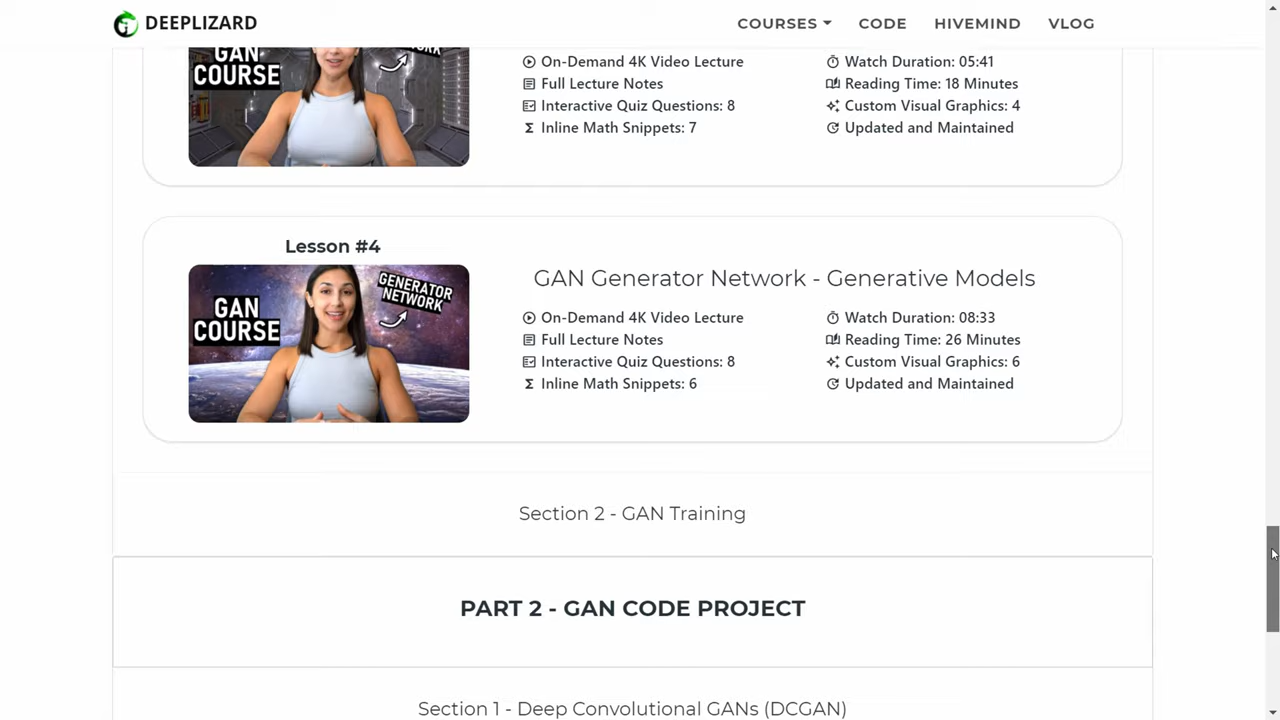 DEEPLIZARD
COURSES CODE HIVEMIND VLOG
GAN
COURSE
On-Demand 4K Video Lecture
Full Lecture Notes
Interactive Quiz Questions: 8
Inline Math Snippets: 7
Watch Duration: 05:41
Reading Time: 18 Minutes
Custom Visual Graphics: 4
Updated and Maintained
Lesson #4
GAN
COURSE
GENERATOR
NETWORK
GAN Generator Network - Generative Models
On-Demand 4K Video Lecture
Full Lecture Notes
Interactive Quiz Questions: 8
Inline Math Snippets: 6
Watch Duration: 08:33
Reading Time: 26 Minutes
Custom Visual Graphics: 6
Updated and Maintained
Section 2 - GAN Training
PART 2 - GAN CODE PROJECT
Section 1 - Deep Convolutional GANs (DCGAN)